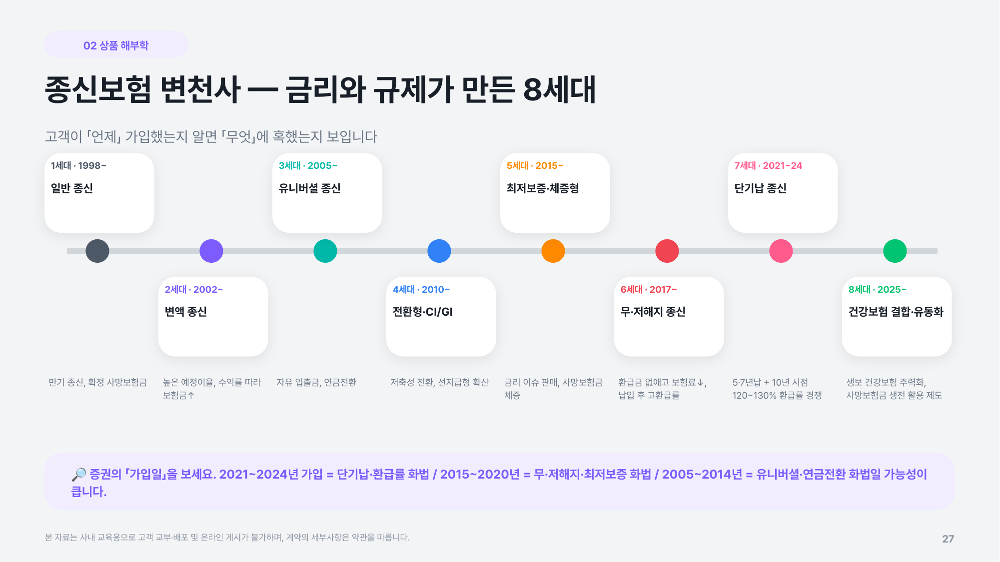 02 상품 해부학
종신보험 변천사 — 금리와 규제가 만든 8세대
고객이 「언제」 가입했는지 알면 「무엇」에 혹했는지 보입니다
1세대 · 1998~
일반 종신
3세대 · 2005~
유니버셜 종신
5세대 · 2015~
최저보증·체증형
7세대 · 2021~24
단기납 종신
2세대 · 2002~
변액 종신
4세대 · 2010~
전환형·CI/GI
6세대 · 2017~
무·저해지 종신
8세대 · 2025~
건강보험 결합·유동화
만기 종신, 확정 사망보험금
높은 예정이율, 수익률 따라
보험금↑
자유 입출금, 연금전환
저축성 전환, 선지급형 확산
금리 이슈 판매, 사망보험금
체증
환급금 없애고 보험료↓,
납입 후 고환급률
5·7년납 + 10년 시점
120~130% 환급률 경쟁
생보 건강보험 주력화,
사망보험금 생전 활용 제도
🔎 증권의 『가입일』을 보세요. 2021~2024년 가입 = 단기납·환급률 화법 / 2015~2020년 = 무·저해지·최저보증 화법 / 2005~2014년 = 유니버셜·연금전환 화법일 가능성이
큽니다.
본 자료는 사내 교육용으로 고객 교부·배포 및 온라인 게시가 불가하며, 계약의 세부사항은 약관을 따릅니다.
27